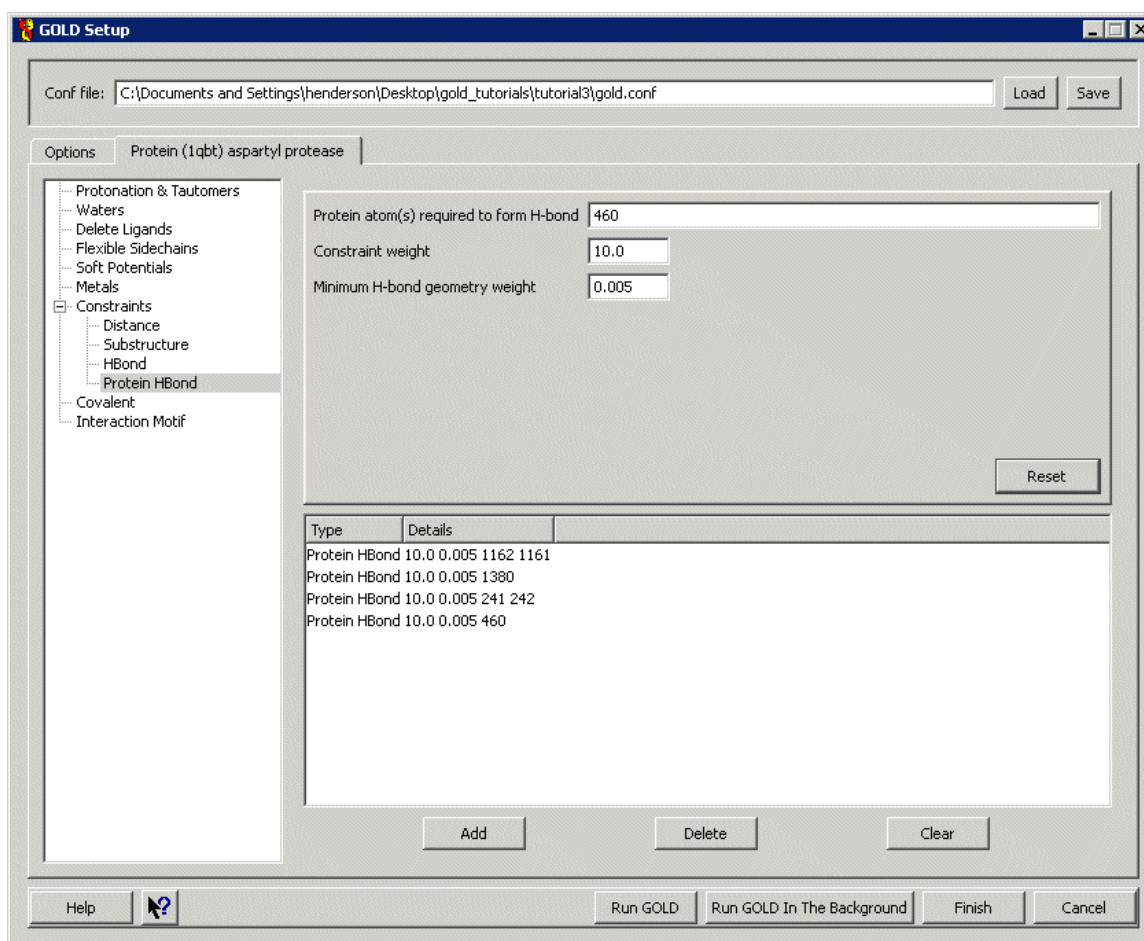 GOLD Setup
Conf file: C:\Documents and Settings\henderson\Desktop\gold_tutorials\tutorial3\gold.conf Load Save
Options Protein (1qbt) aspartyl protease
Protonation & Tautomers
Waters
Delete Ligands
Flexible Sidechains
Soft Potentials
Metals
Constraints
Distance
Substructure
HBond
Protein HBond
Covalent
Interaction Motif
Protein atom(s) required to form H-bond 460
Constraint weight 10.0
Minimum H-bond geometry weight 0.005
Reset
Type Details
Protein HBond 10.0 0.005 1162 1161
Protein HBond 10.0 0.005 1380
Protein HBond 10.0 0.005 241 242
Protein HBond 10.0 0.005 460
Add Delete Clear
Help ? Run GOLD Run GOLD In The Background Finish Cancel